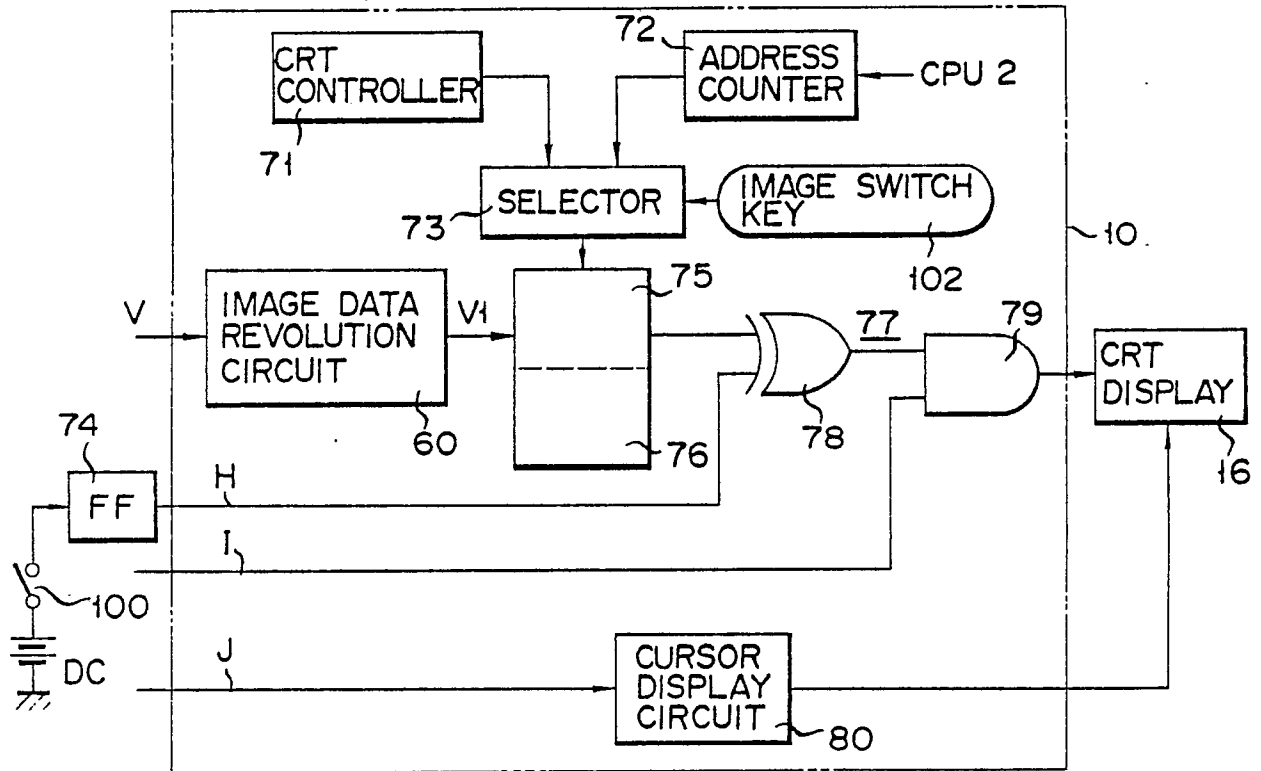 CRT
CONTROLLER
71
72
ADDRESS
COUNTER
CPU 2
SELECTOR
73
IMAGE SWITCH
KEY
102
10
V
IMAGE DATA
REVOLUTION
CIRCUIT
60
V1
75
76
77
78
79
CRT
DISPLAY
16
74
FF
H
I
100
DC
J
CURSOR
DISPLAY
CIRCUIT
80